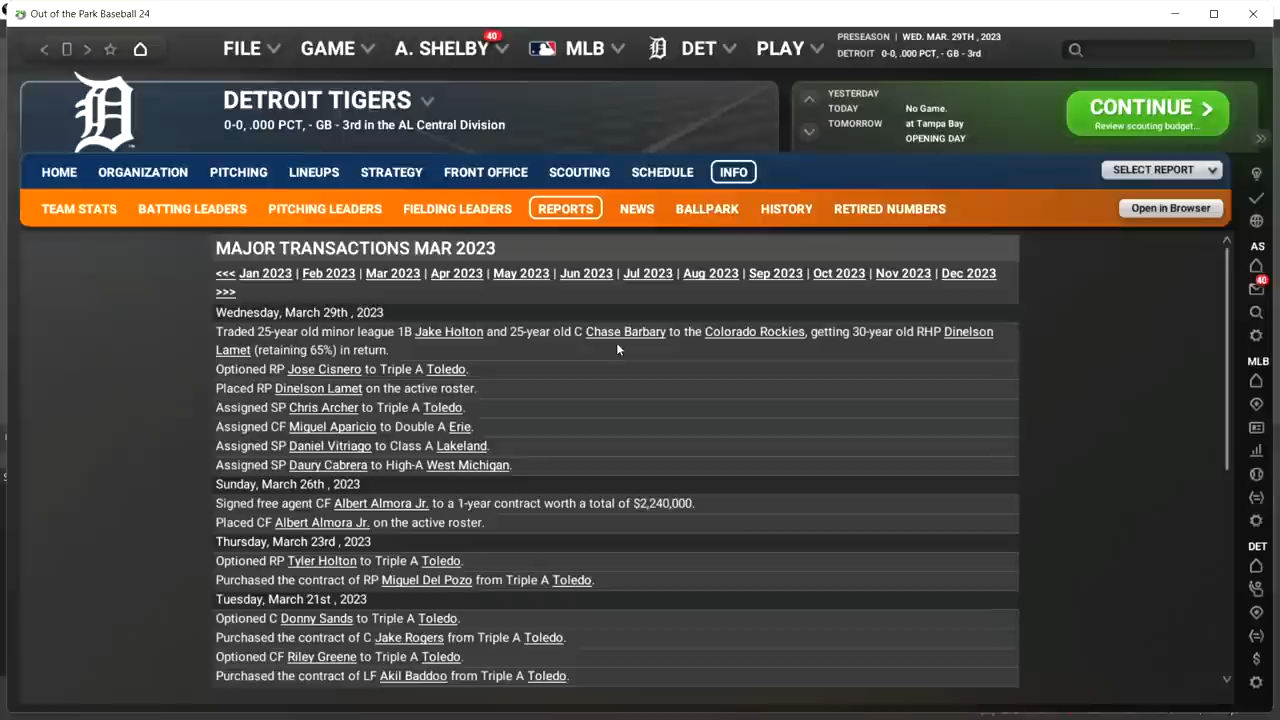 Out of the Park Baseball 24
FILE GAME A. SHELBY 40 MLB DET PLAY
PRESEASON | WED. MAR. 29TH , 2023
DETROIT 0-0, .000 PCT, - GB - 3rd
DETROIT TIGERS
0-0, .000 PCT, - GB - 3rd in the AL Central Division
YESTERDAY
TODAY No Game.
TOMORROW at Tampa Bay
OPENING DAY
CONTINUE
Review scouting budget...
HOME ORGANIZATION PITCHING LINEUPS STRATEGY FRONT OFFICE SCOUTING SCHEDULE INFO SELECT REPORT
TEAM STATS BATTING LEADERS PITCHING LEADERS FIELDING LEADERS REPORTS NEWS BALLPARK HISTORY RETIRED NUMBERS Open in Browser
MAJOR TRANSACTIONS MAR 2023
<<< Jan 2023 | Feb 2023 | Mar 2023 | Apr 2023 | May 2023 | Jun 2023 | Jul 2023 | Aug 2023 | Sep 2023 | Oct 2023 | Nov 2023 | Dec 2023
>>>
Wednesday, March 29th , 2023
Traded 25-year old minor league 1B Jake Holton and 25-year old C Chase Barbary to the Colorado Rockies, getting 30-year old RHP Dinelson
Lamet (retaining 65%) in return.
Optioned RP Jose Cisnero to Triple A Toledo.
Placed RP Dinelson Lamet on the active roster.
Assigned SP Chris Archer to Triple A Toledo.
Assigned CF Miguel Aparicio to Double A Erie.
Assigned SP Daniel Vitriago to Class A Lakeland.
Assigned SP Daury Cabrera to High-A West Michigan.
Sunday, March 26th , 2023
Signed free agent CF Albert Almora Jr. to a 1-year contract worth a total of $2,240,000.
Placed CF Albert Almora Jr. on the active roster.
Thursday, March 23rd , 2023
Optioned RP Tyler Holton to Triple A Toledo.
Purchased the contract of RP Miguel Del Pozo from Triple A Toledo.
Tuesday, March 21st , 2023
Optioned C Donny Sands to Triple A Toledo.
Purchased the contract of C Jake Rogers from Triple A Toledo.
Optioned CF Riley Greene to Triple A Toledo.
Purchased the contract of LF Akil Baddoo from Triple A Toledo.
AS
40
MLB
DET